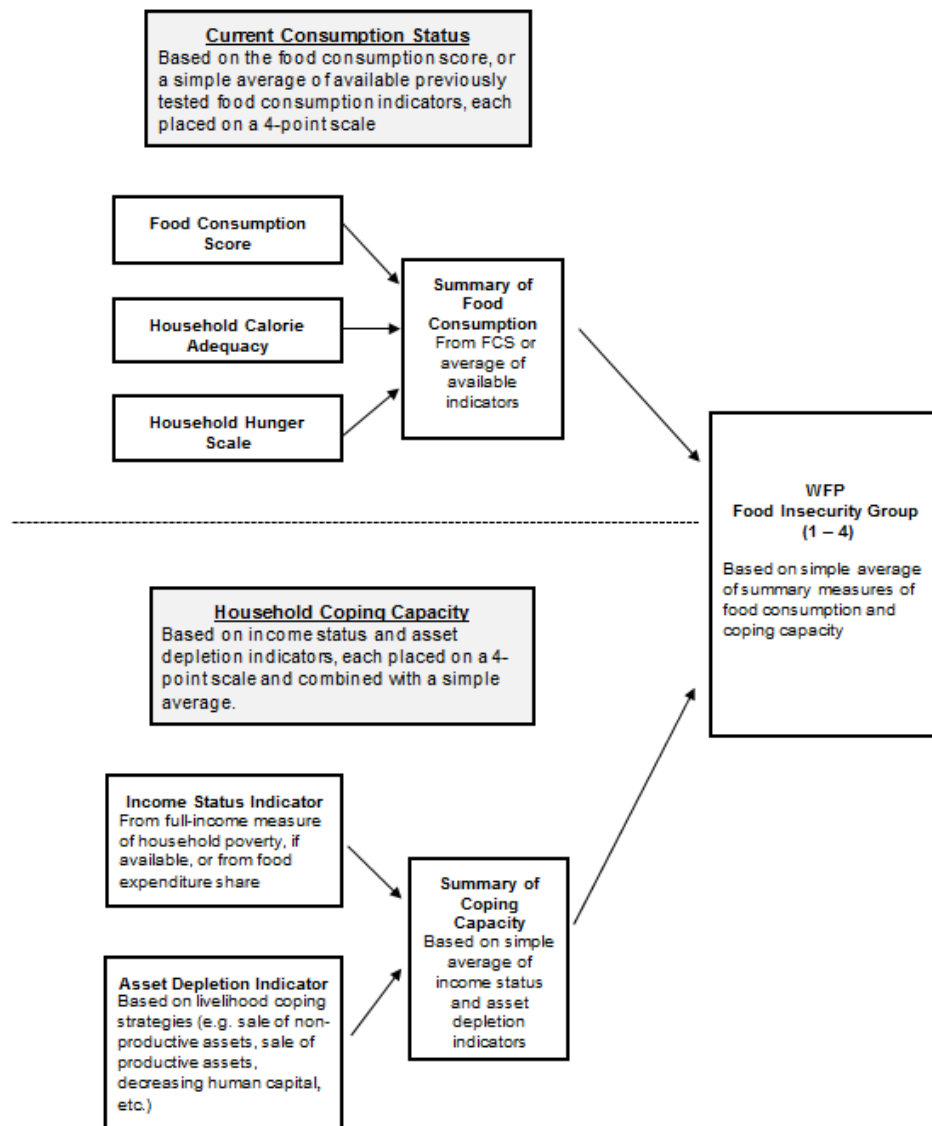 Current Consumption Status
Based on the food consumption score, or
a simple average of available previously
tested food consumption indicators, each
placed on a 4-point scale
Food Consumption
Score
Household Calorie
Adequacy
Household Hunger
Scale
Summary of
Food
Consumption
From FCS or
average of
available
indicators
WFP
Food Insecurity Group
(1 – 4)
Based on simple average
of summary measures of
food consumption and
coping capacity
Household Coping Capacity
Based on income status and asset
depletion indicators, each placed on a 4-
point scale and combined with a simple
average.
Income Status Indicator
From full-income measure
of household poverty, if
available, or from food
expenditure share
Asset Depletion Indicator
Based on livelihood coping
strategies (e.g. sale of non-
productive assets, sale of
productive assets,
decreasing human capital,
etc.)
Summary of
Coping
Capacity
Based on simple
average of
income status
and asset
depletion
indicators